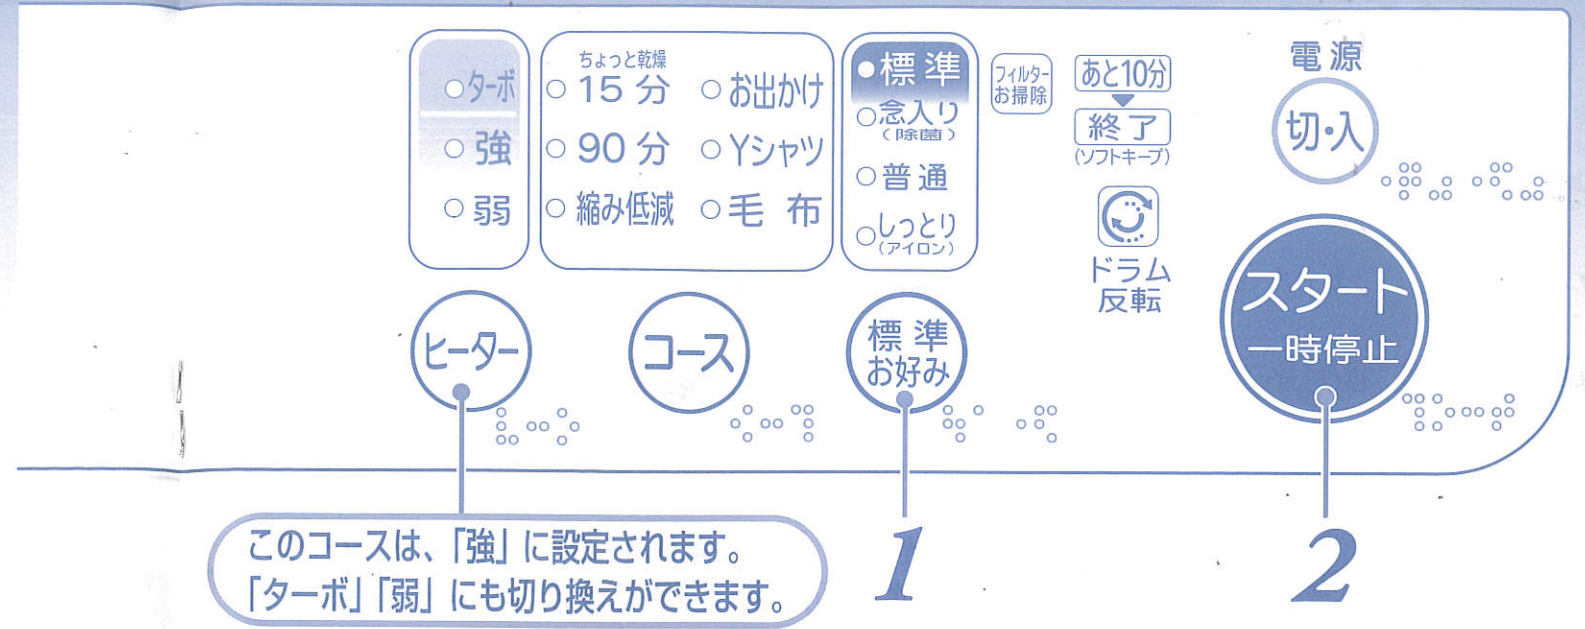 ターボ
強
弱
ちょっと乾燥
15 分
90 分
縮み低減
お出かけ
Yシャツ
毛 布
標 準
念入り
(除菌)
普 通
しっとり
(アイロン)
フィルター
お掃除
あと10分
終 了
(ソフトキープ)
ドラム
反転
電 源
切・入
スタート
一時停止
ヒーター
コース
標 準
お好み
このコースは、「強」に設定されます。
「ターボ」「弱」にも切り換えができます。
1
2